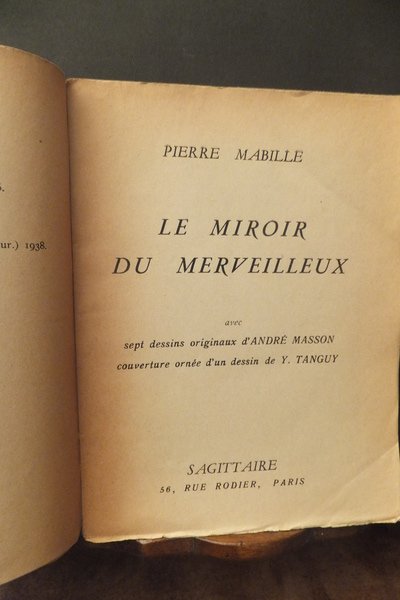 ur.) 1938.
PIERRE MABILLE
LE MIROIR
DU MERVEILLEUX
avec
sept dessins originaux d'ANDRÉ MASSON
couverture ornée d'un dessin de Y. TANGUY
SAGITTAIRE
56, RUE RODIER, PARIS